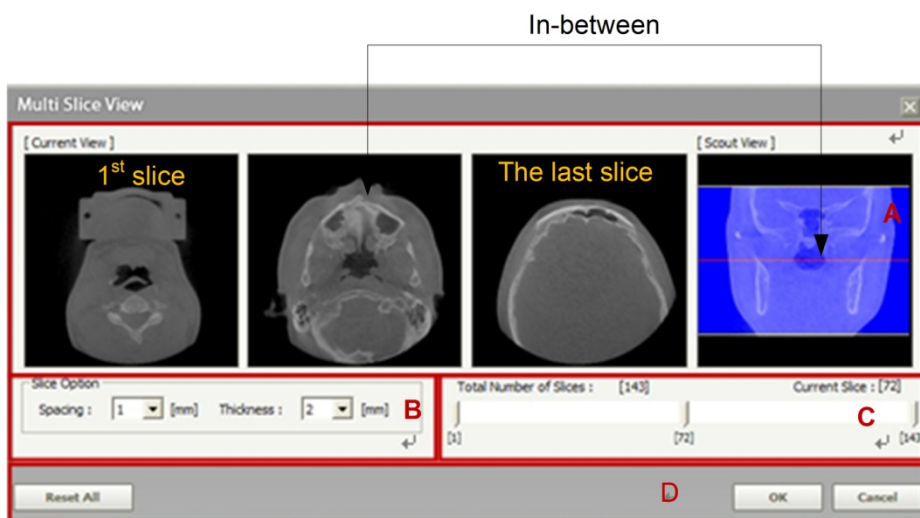 In-between
Multi Slice View
[ Current View ]
[ Scout View ]
1st slice
The last slice
A
Slice Option
Spacing : 1 [mm] Thickness : 2 [mm] B
Total Number of Slices : [143] Current Slice : [72]
C
[1] [72] [143
Reset All D OK Cancel